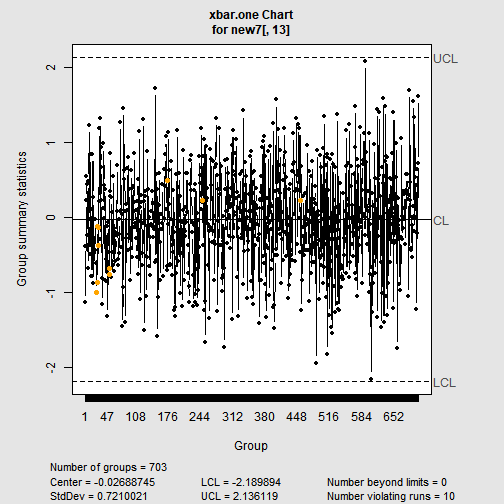 xbar.one Chart
for new7[, 13]
UCL
CL
LCL
Group summary statistics
2
1
0
-1
-2
1 47 108 176 244 312 380 448 516 584 652
Group
Number of groups = 703
Center = -0.02688745 LCL = -2.189894 Number beyond limits = 0
StdDev = 0.7210021 UCL = 2.136119 Number violating runs = 10